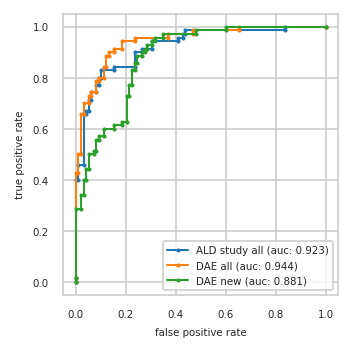 1.0
0.8
0.6
0.4
0.2
0.0
true positive rate
ALD study all (auc: 0.923)
DAE all (auc: 0.944)
DAE new (auc: 0.881)
0.0 0.2 0.4 0.6 0.8 1.0
false positive rate